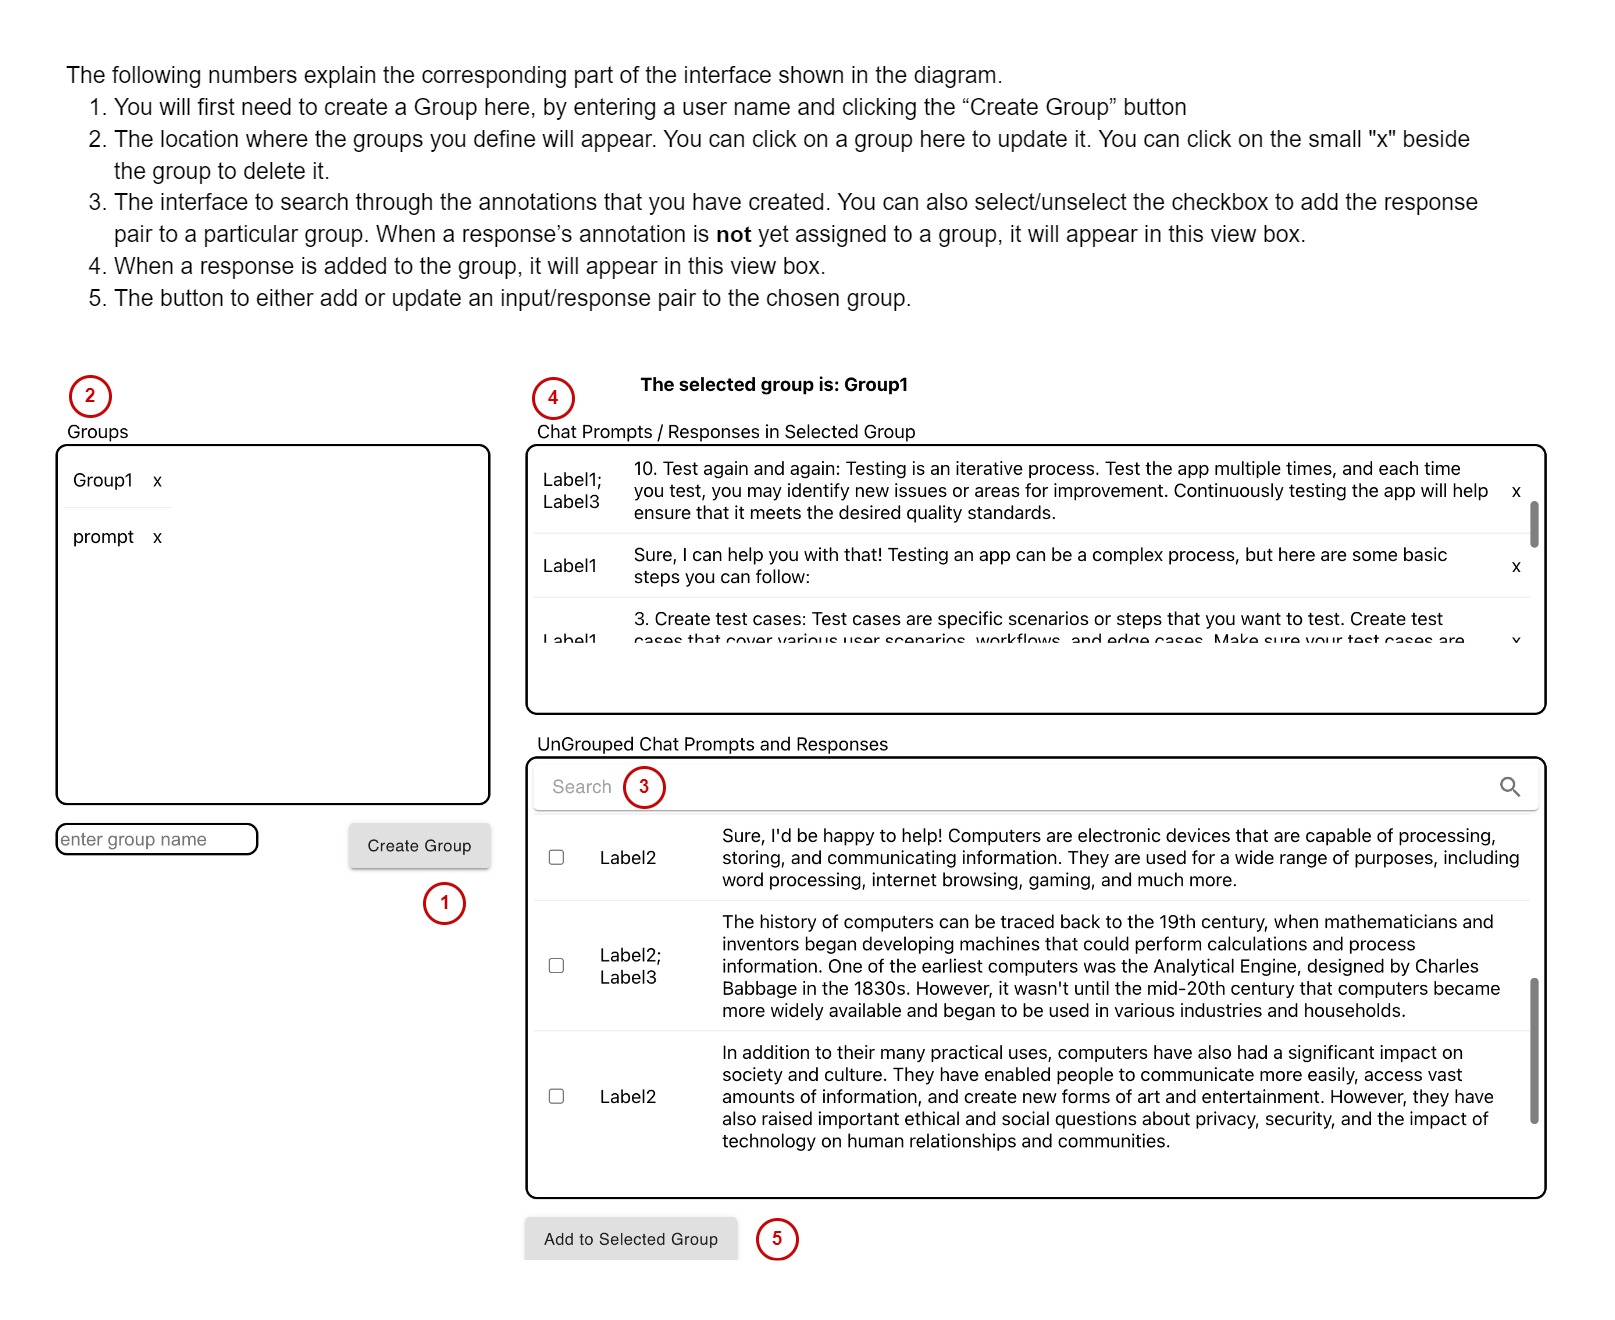 The following numbers explain the corresponding part of the interface shown in the diagram.
1. You will first need to create a Group here, by entering a user name and clicking the “Create Group” button
2. The location where the groups you define will appear. You can click on a group here to update it. You can click on the small "x" beside
the group to delete it.
3. The interface to search through the annotations that you have created. You can also select/unselect the checkbox to add the response
pair to a particular group. When a response’s annotation is not yet assigned to a group, it will appear in this view box.
4. When a response is added to the group, it will appear in this view box.
5. The button to either add or update an input/response pair to the chosen group.
2
Groups
Group1 x
prompt x
enter group name
Create Group
1
The selected group is: Group1
4
Chat Prompts / Responses in Selected Group
Label1;
Label3
10. Test again and again: Testing is an iterative process. Test the app multiple times, and each time
you test, you may identify new issues or areas for improvement. Continuously testing the app will help
ensure that it meets the desired quality standards.
x
Label1
Sure, I can help you with that! Testing an app can be a complex process, but here are some basic
steps you can follow:
x
Label1
3. Create test cases: Test cases are specific scenarios or steps that you want to test. Create test
cases that cover various user scenarios, workflows, and edge cases. Make sure your test cases are
x
UnGrouped Chat Prompts and Responses
Search
3
Label2
Sure, I'd be happy to help! Computers are electronic devices that are capable of processing,
storing, and communicating information. They are used for a wide range of purposes, including
word processing, internet browsing, gaming, and much more.
Label2;
Label3
The history of computers can be traced back to the 19th century, when mathematicians and
inventors began developing machines that could perform calculations and process
information. One of the earliest computers was the Analytical Engine, designed by Charles
Babbage in the 1830s. However, it wasn't until the mid-20th century that computers became
more widely available and began to be used in various industries and households.
Label2
In addition to their many practical uses, computers have also had a significant impact on
society and culture. They have enabled people to communicate more easily, access vast
amounts of information, and create new forms of art and entertainment. However, they have
also raised important ethical and social questions about privacy, security, and the impact of
technology on human relationships and communities.
Add to Selected Group
5